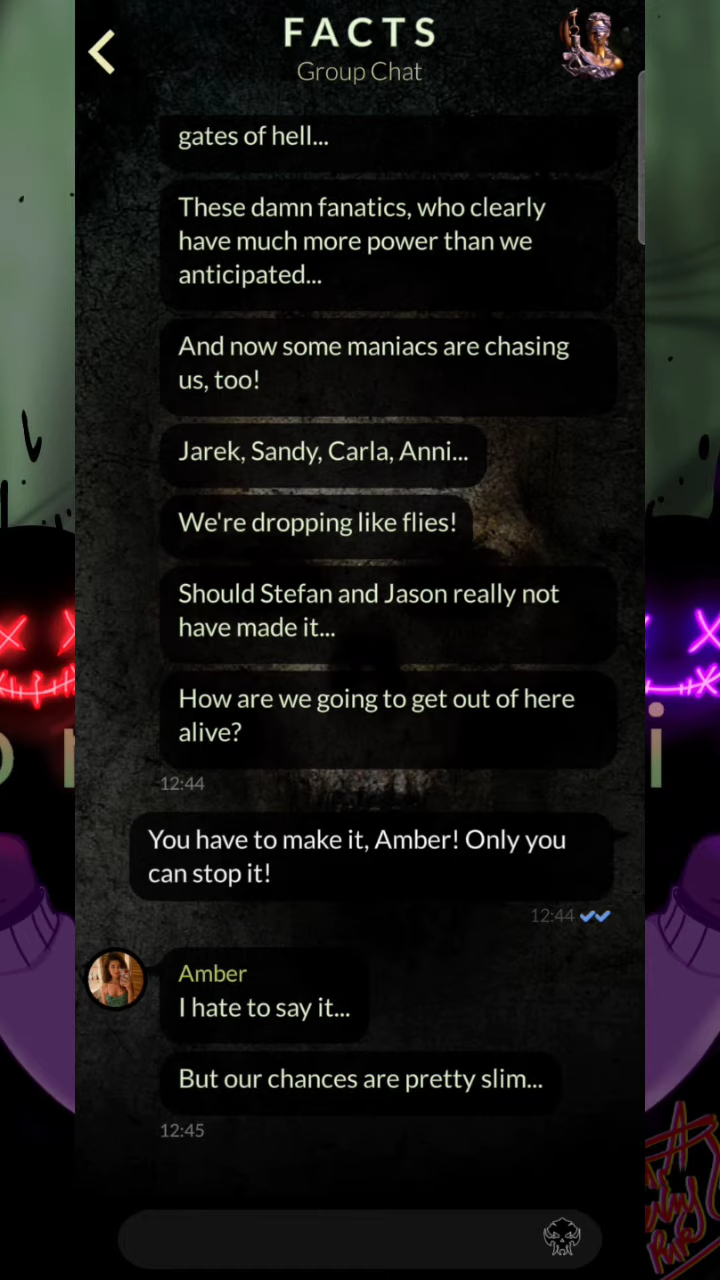 FACTS
Group Chat
gates of hell...
These damn fanatics, who clearly
have much more power than we
anticipated...
And now some maniacs are chasing
us, too!
Jarek, Sandy, Carla, Anni...
We're dropping like flies!
Should Stefan and Jason really not
have made it...
How are we going to get out of here
alive?
12:44
You have to make it, Amber! Only you
can stop it!
12:44
Amber
I hate to say it...
But our chances are pretty slim...
12:45